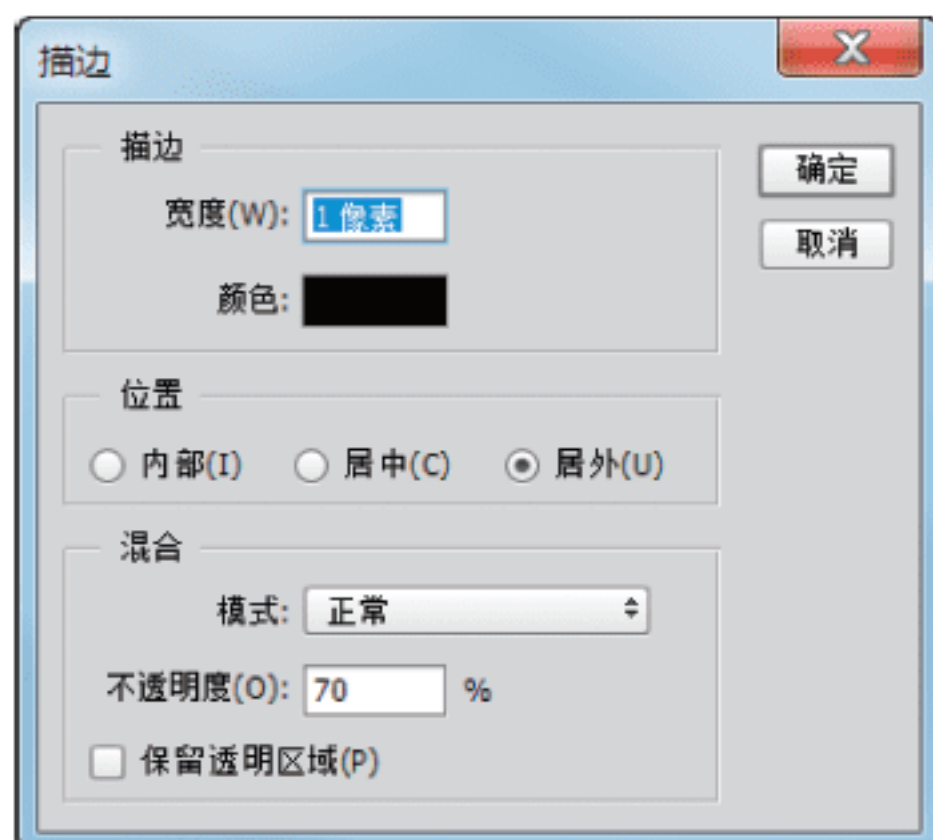 描边
描边
宽度(W): 1 像素
确定
取消
颜色:
位置
内部(I) 居中(C) 居外(U)
混合
模式: 正常
不透明度(O): 70 %
保留透明区域(P)